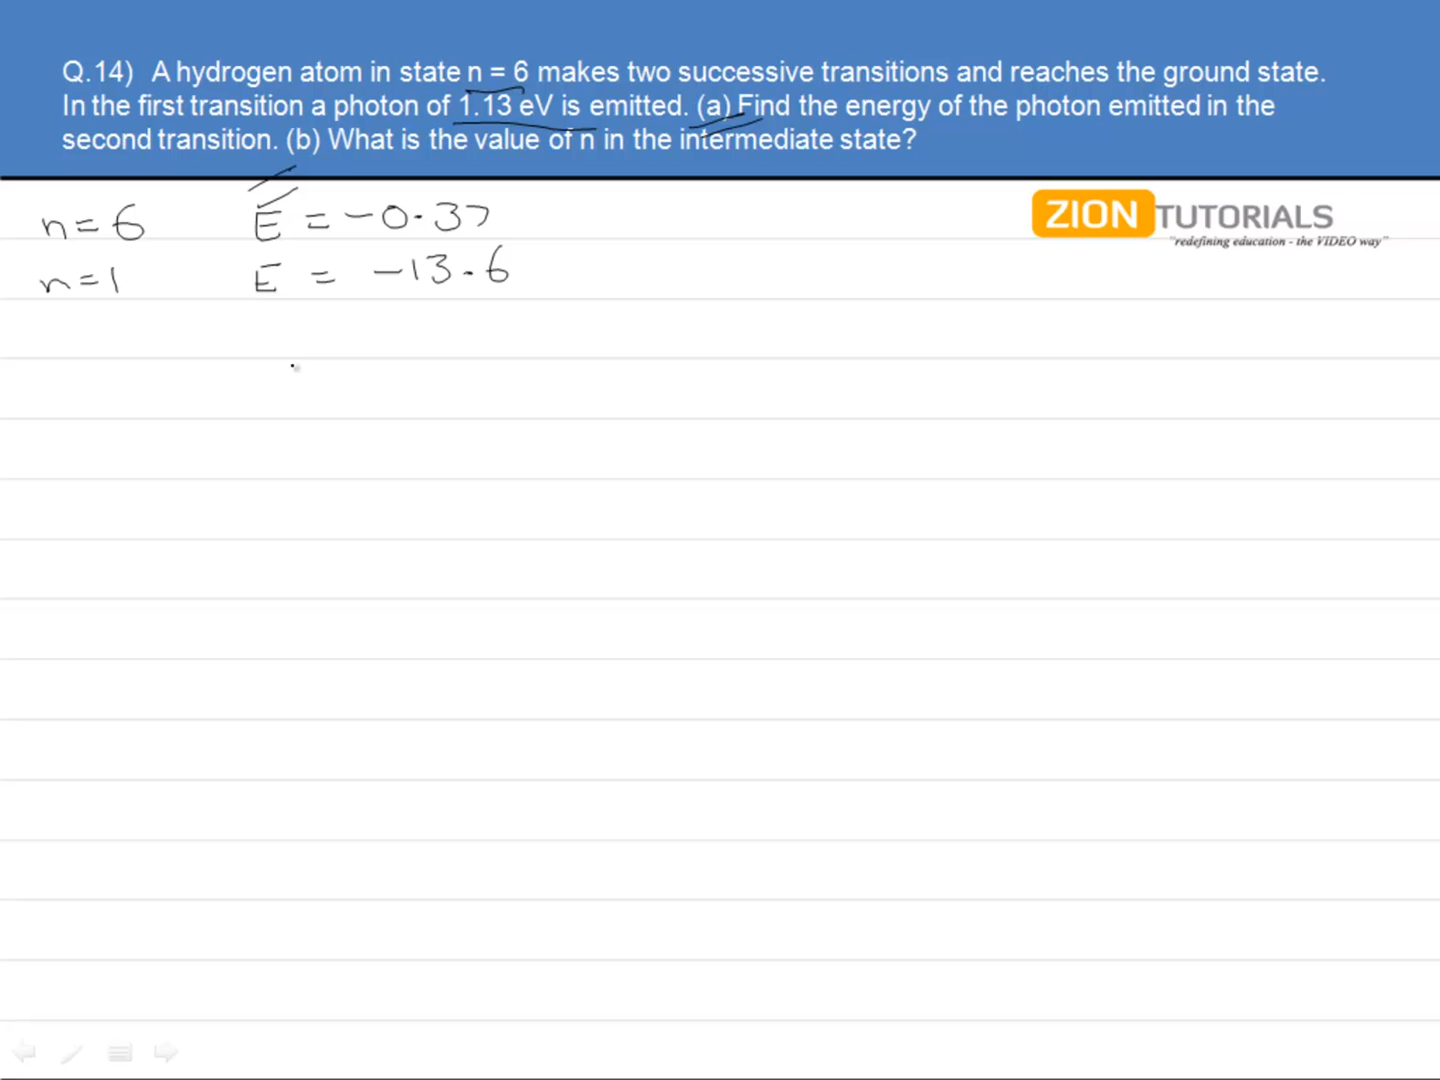 Q.14) A hydrogen atom in state n = 6 makes two successive transitions and reaches the ground state.
In the first transition a photon of 1.13 eV is emitted. (a) Find the energy of the photon emitted in the
second transition. (b) What is the value of n in the intermediate state?
ZION TUTORIALS
"redefining education - the VIDEO way"
n = 6 E = -0.37
n = 1 E = -13.6